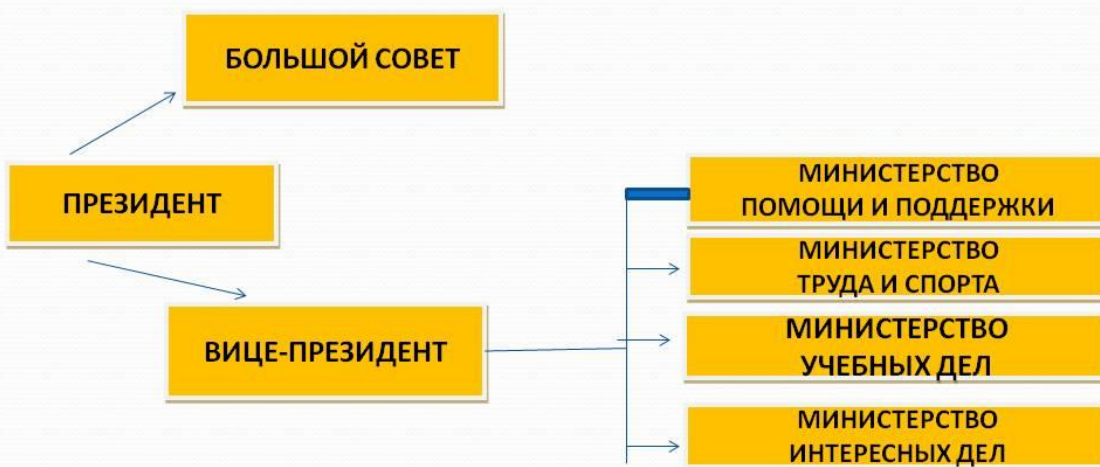 БОЛЬШОЙ СОВЕТ
ПРЕЗИДЕНТ
ВИЦЕ-ПРЕЗИДЕНТ
МИНИСТЕРСТВО
ПОМОЩИ И ПОДДЕРЖКИ
МИНИСТЕРСТВО
ТРУДА И СПОРТА
МИНИСТЕРСТВО
УЧЕБНЫХ ДЕЛ
МИНИСТЕРСТВО
ИНТЕРЕСНЫХ ДЕЛ